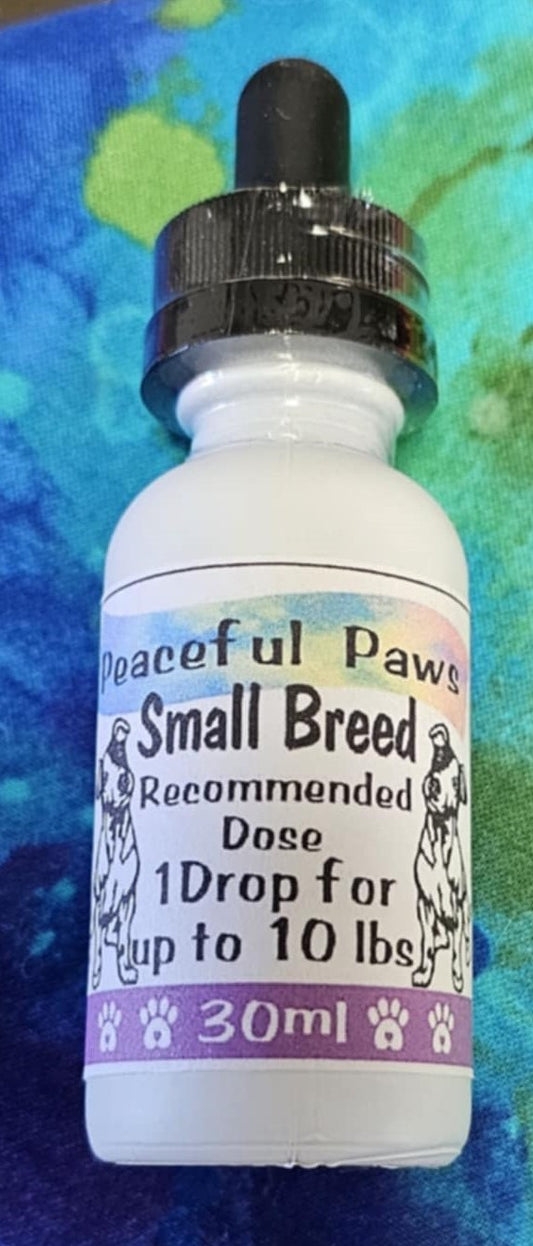 Peaceful Paws
Small Breed
Recommended
Dose
1Drop for
up to 10 lbs
30ml